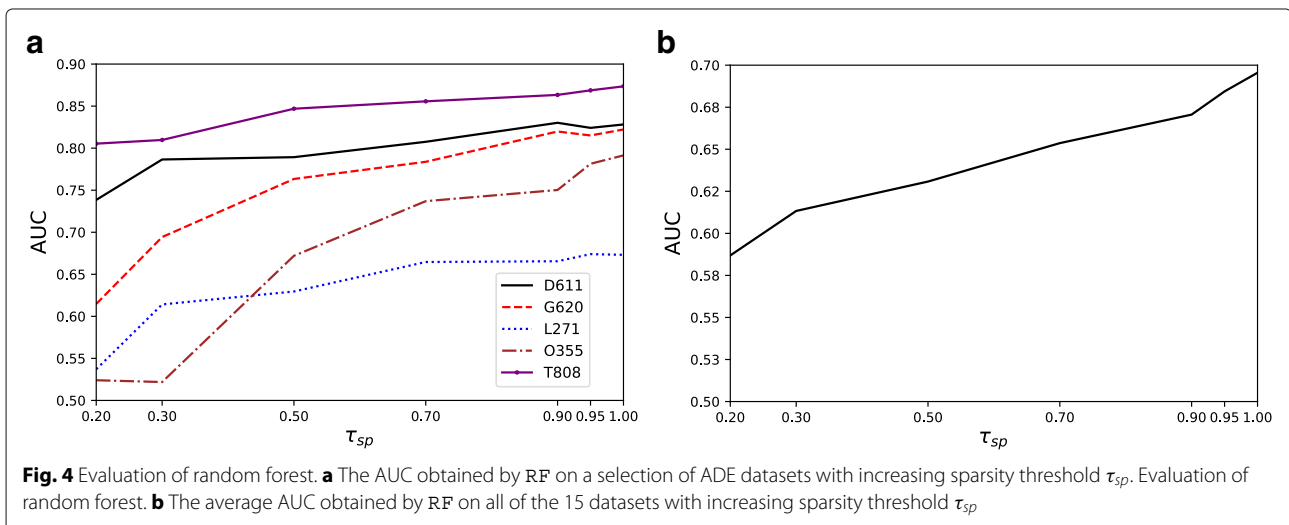 a
0.90
0.85
0.80
0.75
0.70
0.65
0.60
0.55
0.50
AUC
0.20 0.30 0.50 0.70 0.90 0.95 1.00
τsp
D611
G620
L271
O355
T808
b
0.70
0.68
0.65
0.62
0.60
0.58
0.55
0.53
0.50
AUC
0.20 0.30 0.50 0.70 0.90 0.95 1.00
τsp
Fig. 4 Evaluation of random forest. a The AUC obtained by RF on a selection of ADE datasets with increasing sparsity threshold τsp. Evaluation of
random forest. b The average AUC obtained by RF on all of the 15 datasets with increasing sparsity threshold τsp